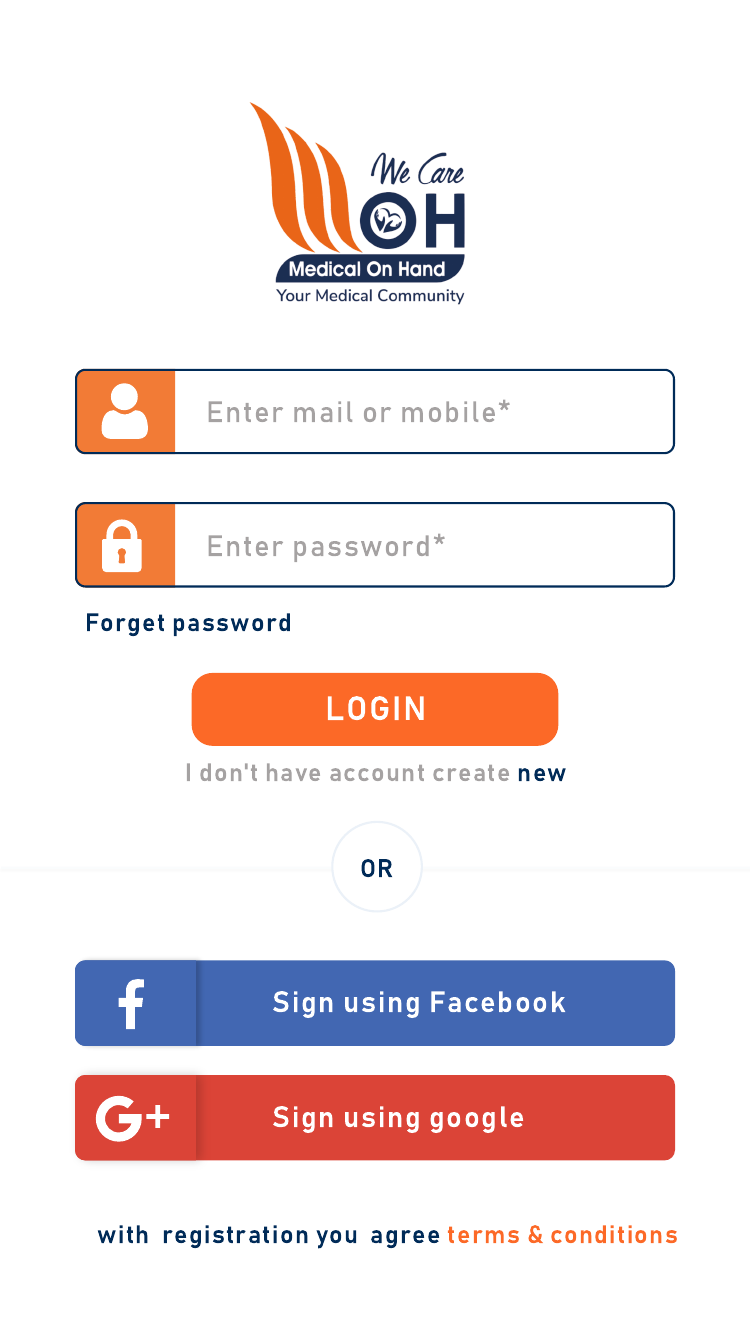 We Care
OH
Medical On Hand
Your Medical Community
Enter mail or mobile*
Enter password*
Forget password
LOGIN
I don't have account create new
OR
f Sign using Facebook
G+ Sign using google
with registration you agree terms & conditions